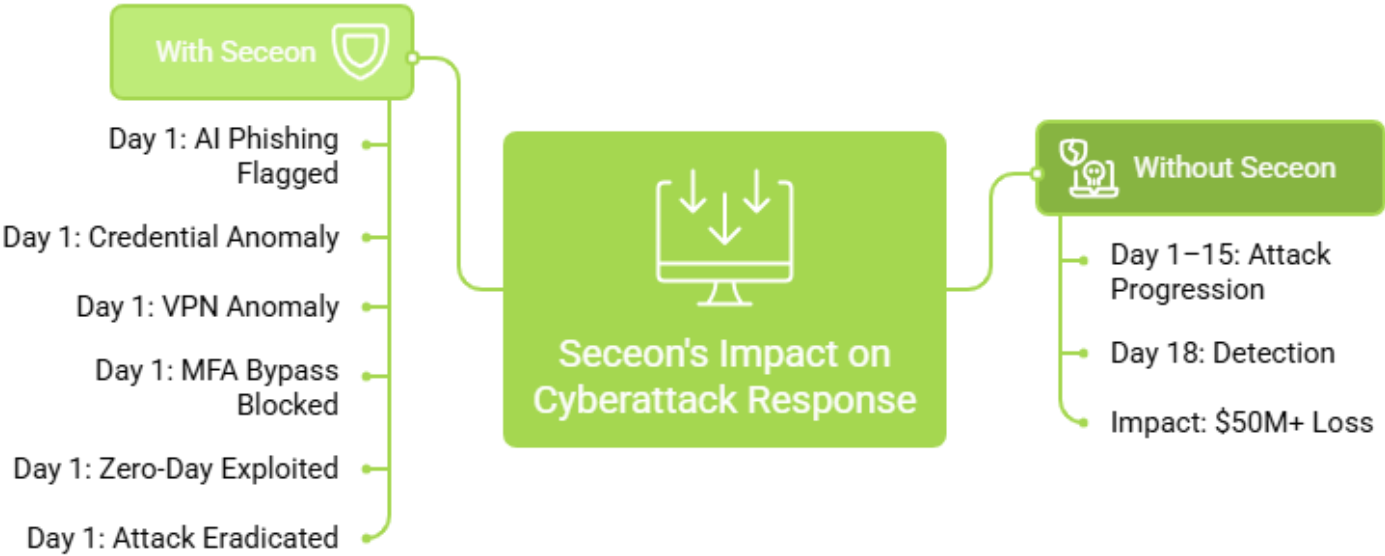 With Seceon
Day 1: AI Phishing
Flagged
Day 1: Credential Anomaly
Day 1: VPN Anomaly
Day 1: MFA Bypass
Blocked
Day 1: Zero-Day Exploited
Day 1: Attack Eradicated
Seceon's Impact on
Cyberattack Response
Without Seceon
Day 1–15: Attack
Progression
Day 18: Detection
Impact: $50M+ Loss